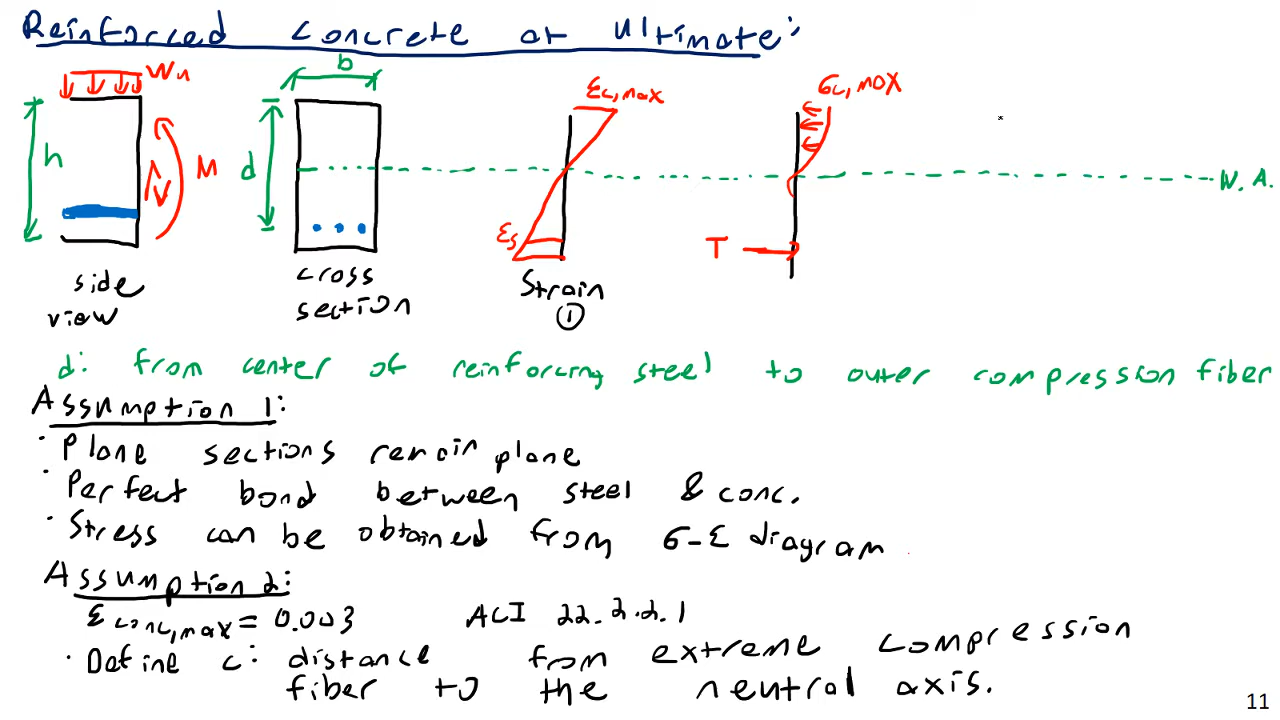 Reinforced concrete at Ultimate:
Wu
b
εc,max
σc,max
h
M
d
N.A.
εs
T
side
view
cross
section
Strain
①
d: from center of reinforcing steel to outer compression fiber
Assumption 1:
· Plane sections remain plane
· Perfect bond between steel & conc.
· Stress can be obtained from σ-ε diagram
Assumption 2:
ε conc,max = 0.003 ACI 22.2.2.1
· Define c: distance from extreme compression
fiber to the neutral axis.
11